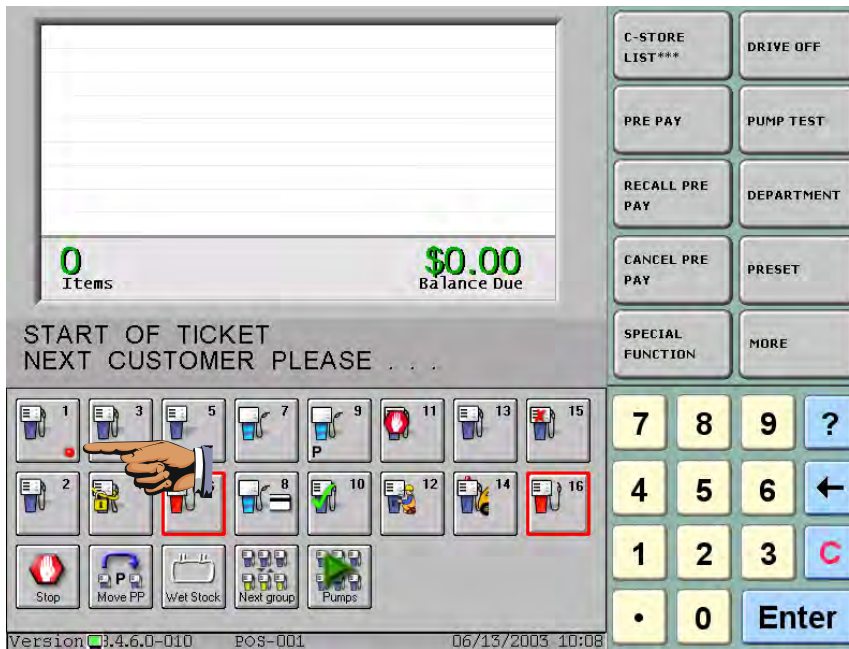 C-STORE
LIST***
DRIVE OFF
PRE PAY
PUMP TEST
RECALL PRE
PAY
DEPARTMENT
CANCEL PRE
PAY
PRESET
SPECIAL
FUNCTION
MORE
0
Items
$0.00
Balance Due
START OF TICKET
NEXT CUSTOMER PLEASE . . .
1 3 5 7 9 11 13 15
P
2 8 10 12 14 16
P
Stop Move PP Wet Stock Next group Pumps
7 8 9 ?
4 5 6 ←
1 2 3 C
. 0 Enter
Version 3.4.6.0-010 POS-001 06/13/2003 10:08